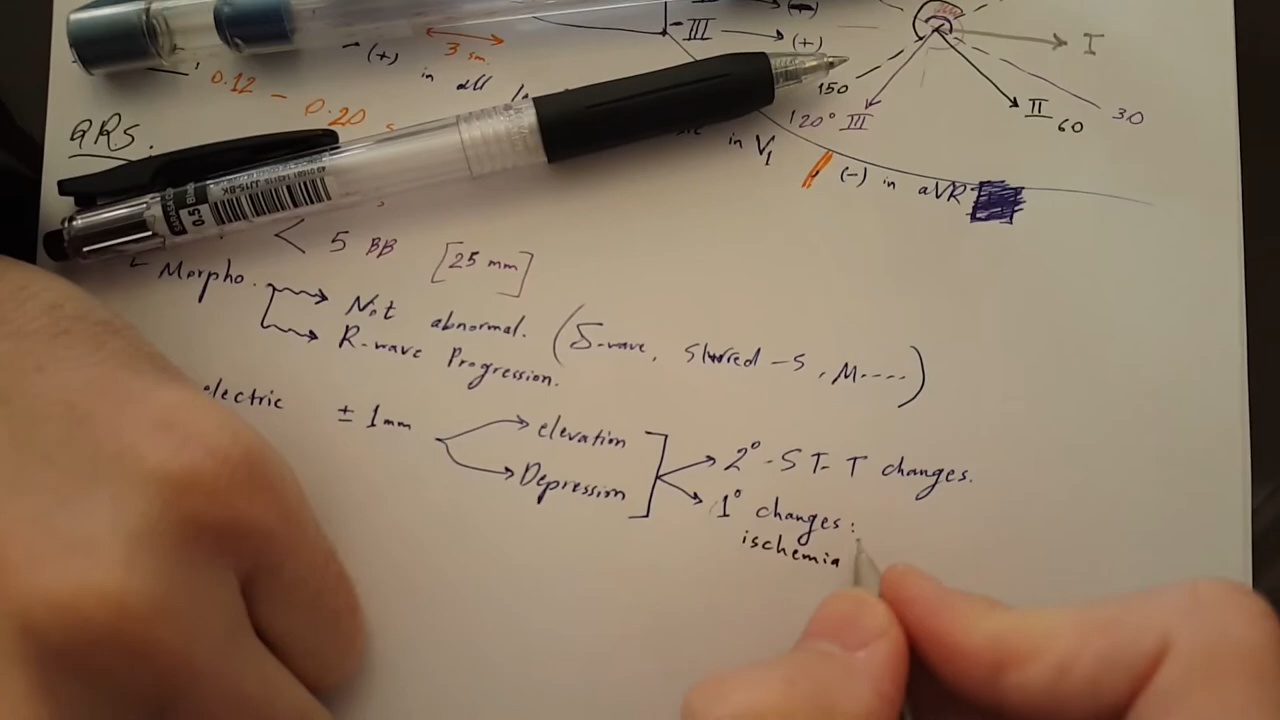 III → (+)
I
(+)
3 sm.
in all
0.12 - 0.20 s
150
120° III
II 60
30
QRS.
in V1
(-) in aVR
SARASA
0.5
JJ15-BK
< 5 BB [25 mm]
Morpho.
Not abnormal. (δ-wave, slurred -S, M....)
R-wave Progression.
electric ± 1mm
elevation
Depression
2° -ST-T changes.
1° changes:
ischemia